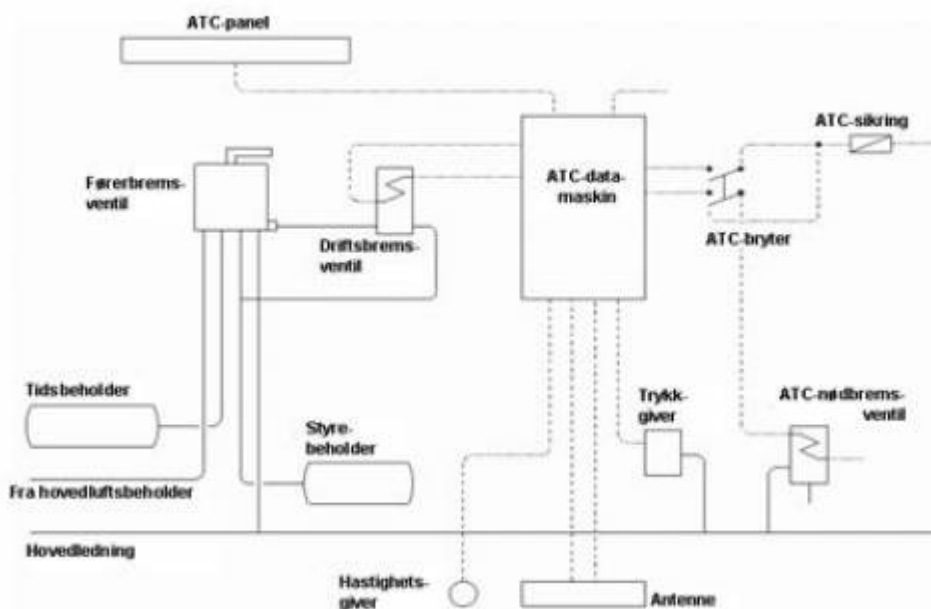 ATC-panel
ATC-sikring
Førerbrems-
ventil
ATC-data-
maskin
Driftsbrems-
ventil
ATC-bryter
Tidsbeholder
Styre-
beholder
Trykk-
giver
ATC-nødbrems-
ventil
Fra hovedluftsbeholder
Hovedledning
Hastighets-
giver
Antenne